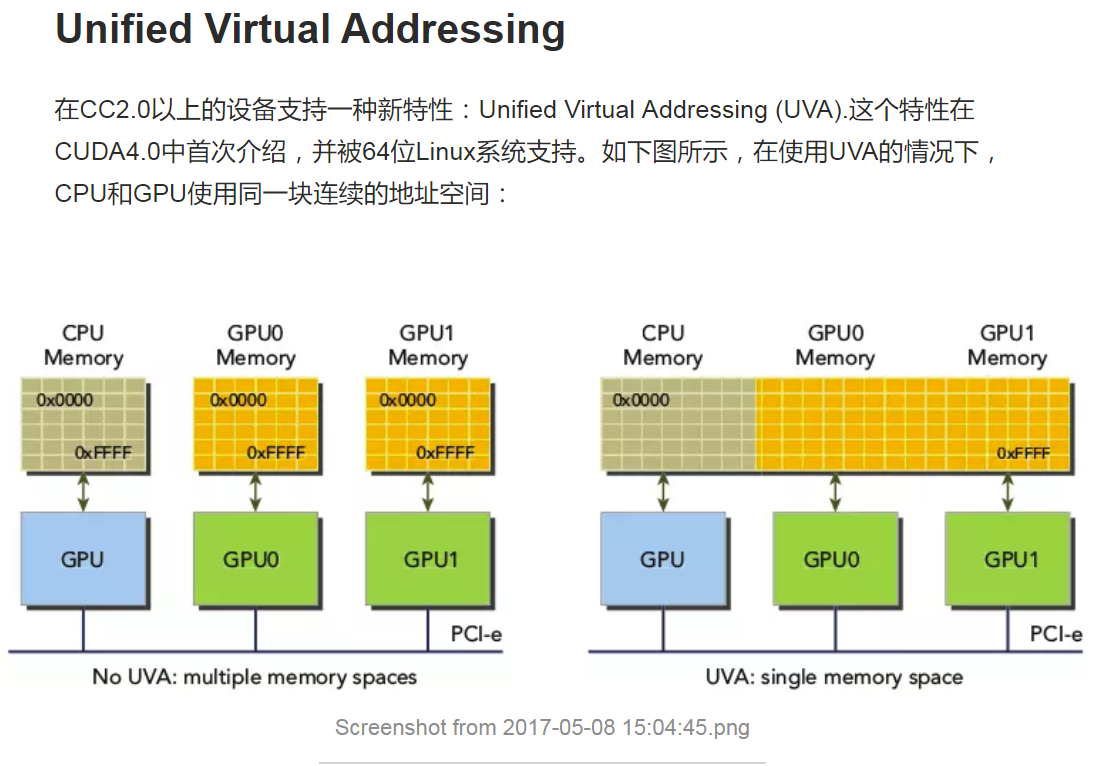 Unified Virtual Addressing
在CC2.0以上的设备支持一种新特性：Unified Virtual Addressing (UVA).这个特性在
CUDA4.0中首次介绍，并被64位Linux系统支持。如下图所示，在使用UVA的情况下，
CPU和GPU使用同一块连续的地址空间：
CPU Memory
GPU0 Memory
GPU1 Memory
0x0000
0xFFFF
0x0000
0xFFFF
0x0000
0xFFFF
GPU
GPU0
GPU1
PCI-e
No UVA: multiple memory spaces
CPU Memory
GPU0 Memory
GPU1 Memory
0x0000
0xFFFF
GPU
GPU0
GPU1
PCI-e
UVA: single memory space
Screenshot from 2017-05-08 15:04:45.png